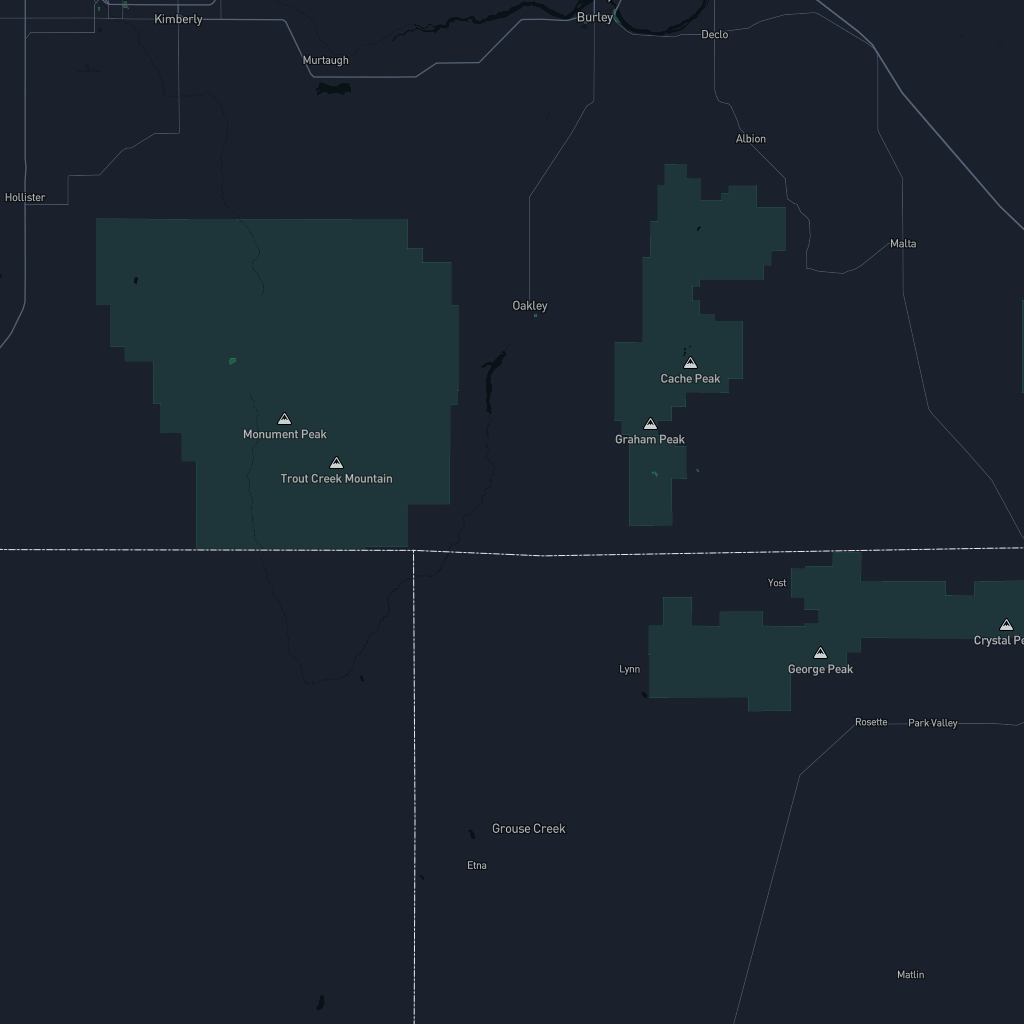 Kimberly
Burley
Declo
Murtaugh
Albion
Hollister
Malta
Oakley
Cache Peak
Monument Peak
Graham Peak
Trout Creek Mountain
Yost
Crystal Pe
Lynn
George Peak
Rosette
Park Valley
Grouse Creek
Etna
Matlin